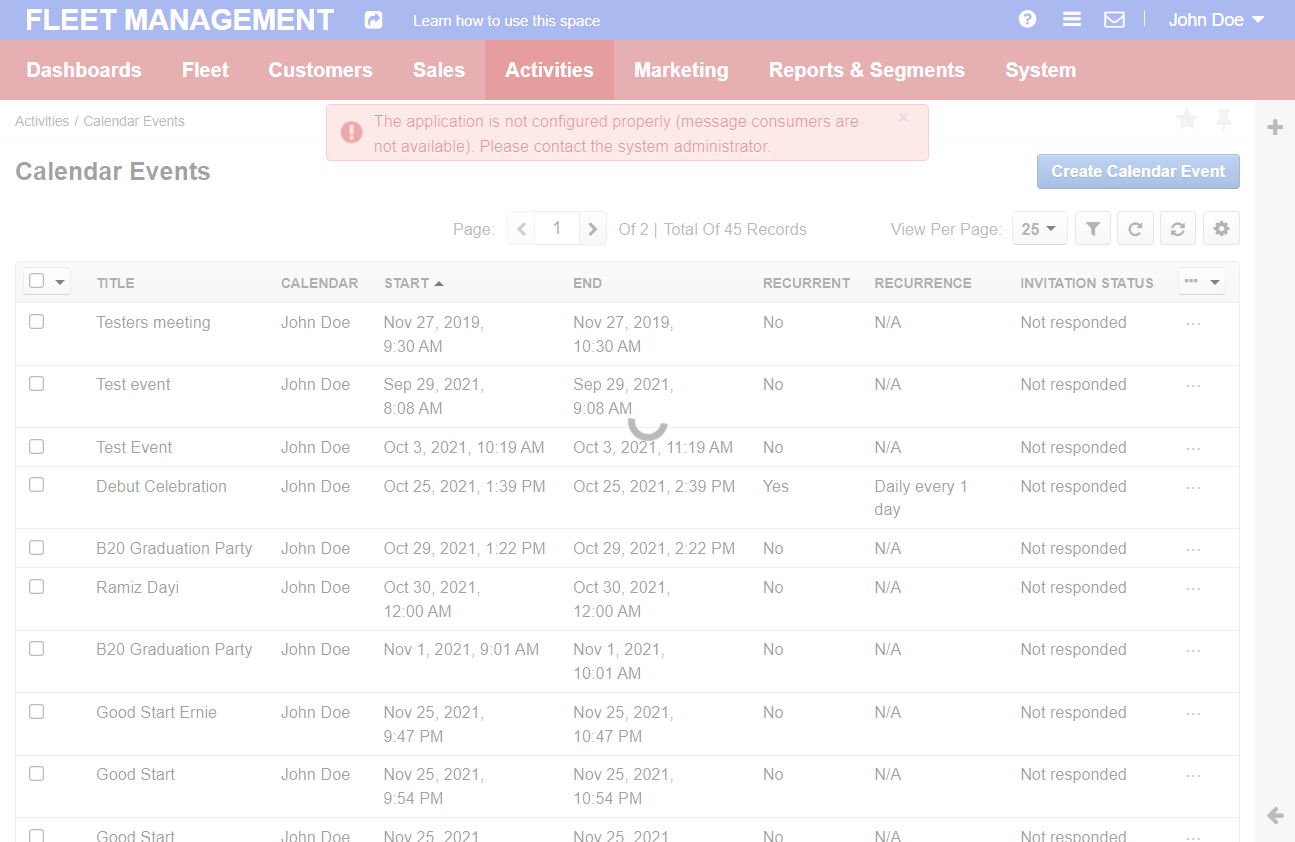 FLEET MANAGEMENT Learn how to use this space John Doe
Dashboards Fleet Customers Sales Activities Marketing Reports & Segments System
Activities / Calendar Events
The application is not configured properly (message consumers are
not available). Please contact the system administrator.
Calendar Events Create Calendar Event
Page: 1 Of 2 | Total Of 45 Records View Per Page: 25
TITLE CALENDAR START END RECURRENT RECURRENCE INVITATION STATUS
Testers meeting John Doe Nov 27, 2019, Nov 27, 2019, No N/A Not responded ...
9:30 AM 10:30 AM
Test event John Doe Sep 29, 2021, Sep 29, 2021, No N/A Not responded ...
8:08 AM 9:08 AM
Test Event John Doe Oct 3, 2021, 10:19 AM Oct 3, 2021, 11:19 AM No N/A Not responded ...
Debut Celebration John Doe Oct 25, 2021, 1:39 PM Oct 25, 2021, 2:39 PM Yes Daily every 1 Not responded ...
day
B20 Graduation Party John Doe Oct 29, 2021, 1:22 PM Oct 29, 2021, 2:22 PM No N/A Not responded ...
Ramiz Dayi John Doe Oct 30, 2021, Oct 30, 2021, No N/A Not responded ...
12:00 AM 12:00 AM
B20 Graduation Party John Doe Nov 1, 2021, 9:01 AM Nov 1, 2021, No N/A Not responded ...
10:01 AM
Good Start Ernie John Doe Nov 25, 2021, Nov 25, 2021, No N/A Not responded ...
9:47 PM 10:47 PM
Good Start John Doe Nov 25, 2021, Nov 25, 2021, No N/A Not responded ...
9:54 PM 10:54 PM
Good Start John Doe Nov 25, 2021, Nov 25, 2021, No N/A Not responded ...